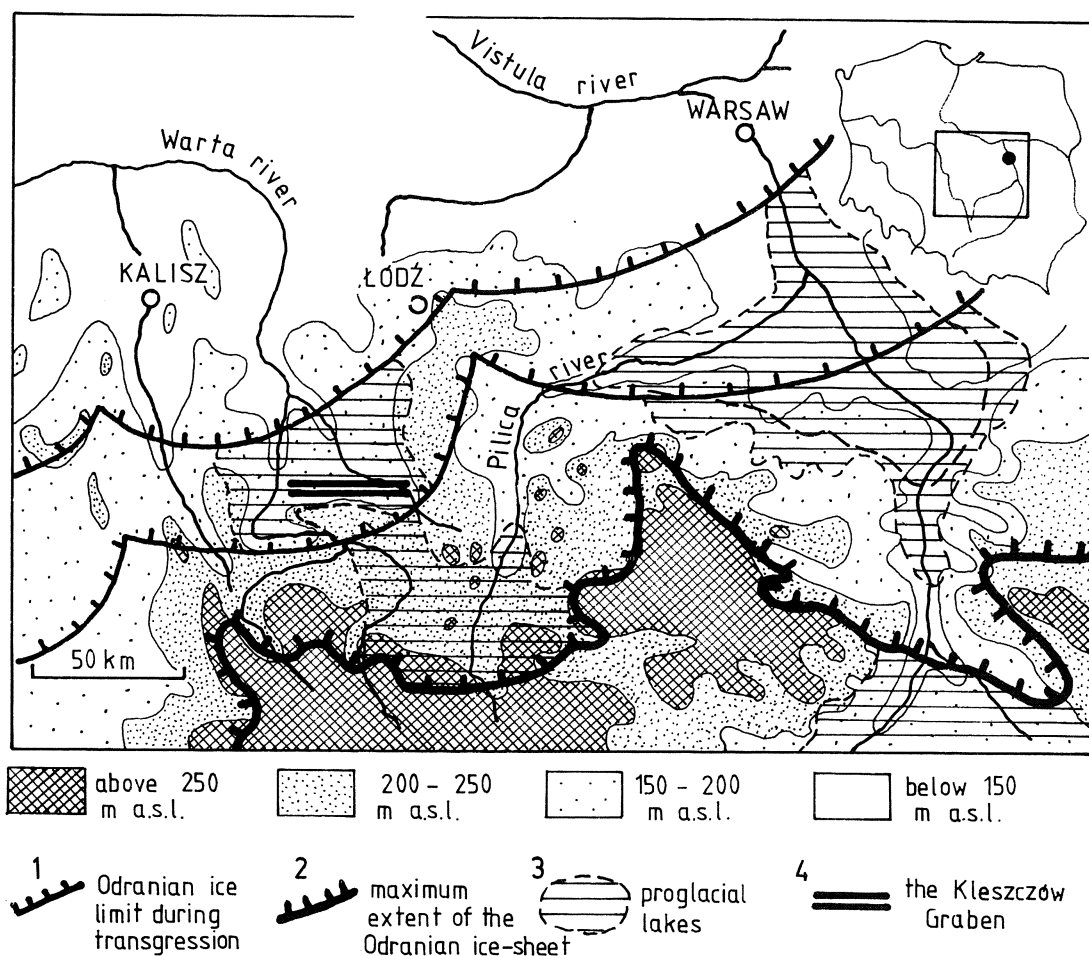 Vistula river
WARSAW
Warta river
KALISZ
ŁÓDŹ
Pilica river
50 km
above 250
m a.s.l.
200 - 250
m a.s.l.
150 - 200
m a.s.l.
below 150
m a.s.l.
1
Odranian ice
limit during
transgression
2
maximum
extent of the
Odranian ice-sheet
3
proglacial
lakes
4
the Kleszczów
Graben